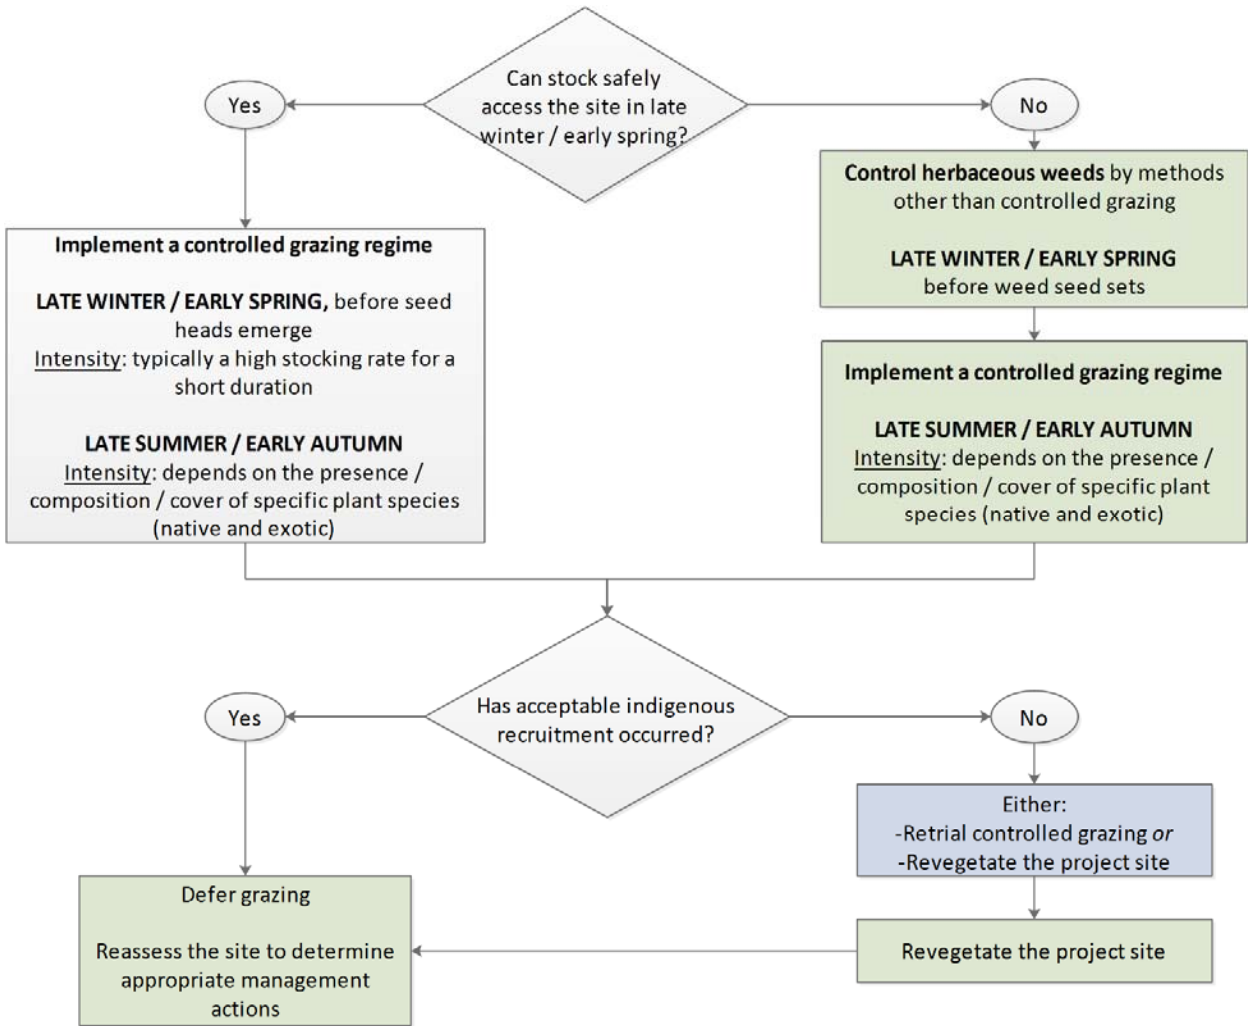 Can stock safely
access the site in late
winter / early spring?
Yes
No
Implement a controlled grazing regime
LATE WINTER / EARLY SPRING, before seed
heads emerge
Intensity: typically a high stocking rate for a
short duration
LATE SUMMER / EARLY AUTUMN
Intensity: depends on the presence /
composition / cover of specific plant species
(native and exotic)
Control herbaceous weeds by methods
other than controlled grazing
LATE WINTER / EARLY SPRING
before weed seed sets
Implement a controlled grazing regime
LATE SUMMER / EARLY AUTUMN
Intensity: depends on the presence /
composition / cover of specific plant
species (native and exotic)
Has acceptable indigenous
recruitment occurred?
Yes
No
Either:
-Retrial controlled grazing or
-Revegetate the project site
Defer grazing
Reassess the site to determine
appropriate management
actions
Revegetate the project site